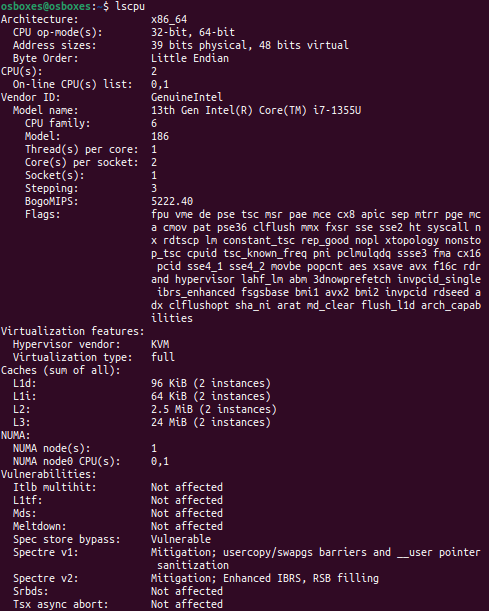 osboxes@osboxes:~$ lscpu
Architecture: x86_64
CPU op-mode(s): 32-bit, 64-bit
Address sizes: 39 bits physical, 48 bits virtual
Byte Order: Little Endian
CPU(s): 2
On-line CPU(s) list: 0,1
Vendor ID: GenuineIntel
Model name: 13th Gen Intel(R) Core(TM) i7-1355U
CPU family: 6
Model: 186
Thread(s) per core: 1
Core(s) per socket: 2
Socket(s): 1
Stepping: 3
BogoMIPS: 5222.40
Flags: fpu vme de pse tsc msr pae mce cx8 apic sep mtrr pge mc
a cmov pat pse36 clflush mmx fxsr sse sse2 ht syscall n
x rdtscp lm constant_tsc rep_good nopl xtopology nonsto
p_tsc cpuid tsc_known_freq pni pclmulqdq ssse3 fma cx16
pcid sse4_1 sse4_2 movbe popcnt aes xsave avx f16c rdr
and hypervisor lahf_lm abm 3dnowprefetch invpcid_single
ibrs_enhanced fsgsbase bmi1 avx2 bmi2 invpcid rdseed a
dx clflushopt sha_ni arat md_clear flush_l1d arch_capab
ilities
Virtualization features:
Hypervisor vendor: KVM
Virtualization type: full
Caches (sum of all):
L1d: 96 KiB (2 instances)
L1i: 64 KiB (2 instances)
L2: 2.5 MiB (2 instances)
L3: 24 MiB (2 instances)
NUMA:
NUMA node(s): 1
NUMA node0 CPU(s): 0,1
Vulnerabilities:
Itlb multihit: Not affected
L1tf: Not affected
Mds: Not affected
Meltdown: Not affected
Spec store bypass: Vulnerable
Spectre v1: Mitigation; usercopy/swapgs barriers and __user pointer
sanitization
Spectre v2: Mitigation; Enhanced IBRS, RSB filling
Srbds: Not affected
Tsx async abort: Not affected